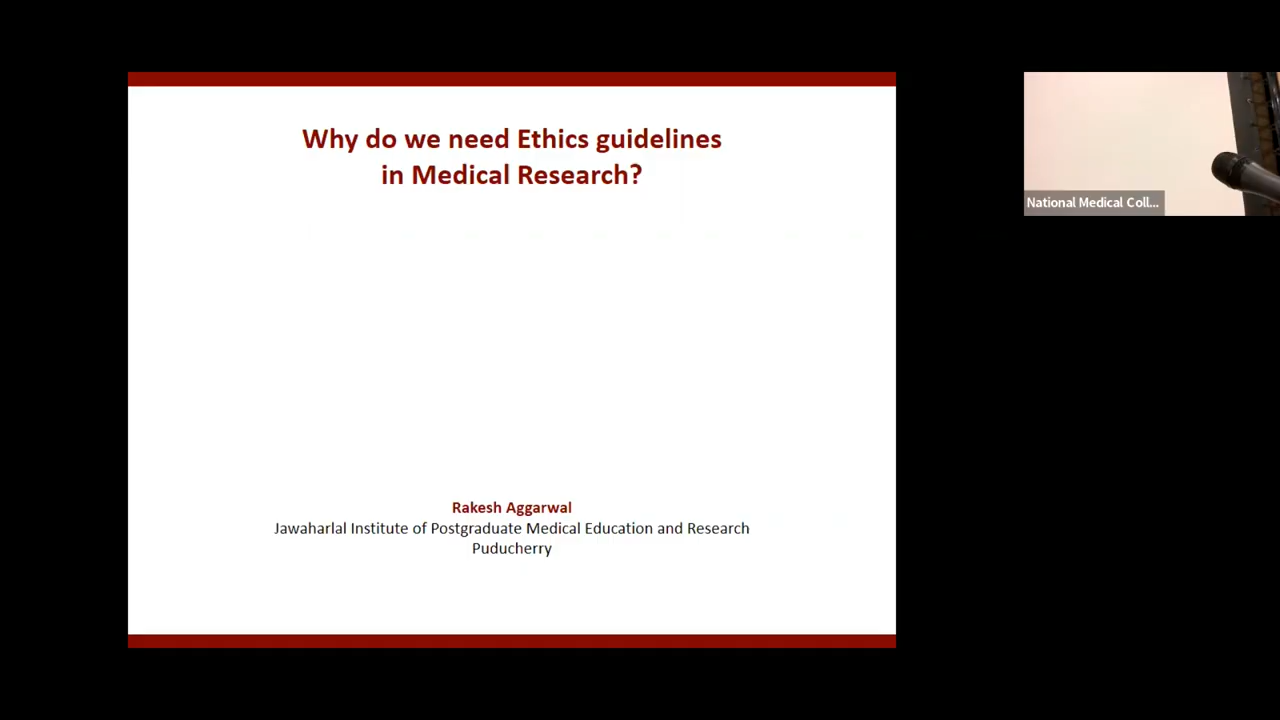 Why do we need Ethics guidelines
in Medical Research?
National Medical Coll...
Rakesh Aggarwal
Jawaharlal Institute of Postgraduate Medical Education and Research
Puducherry